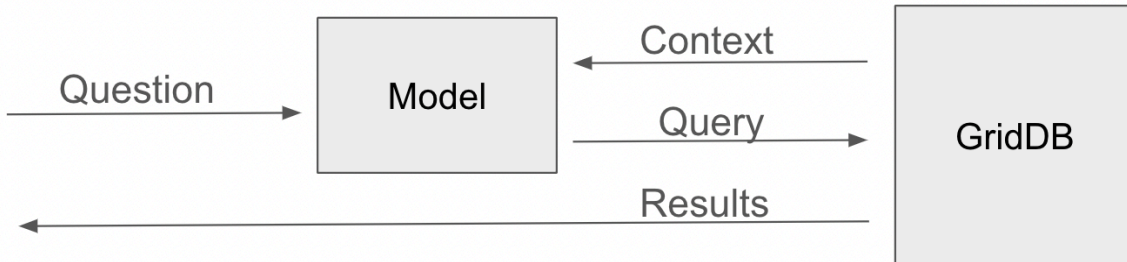 Context
Question
Model
Query
GridDB
Results